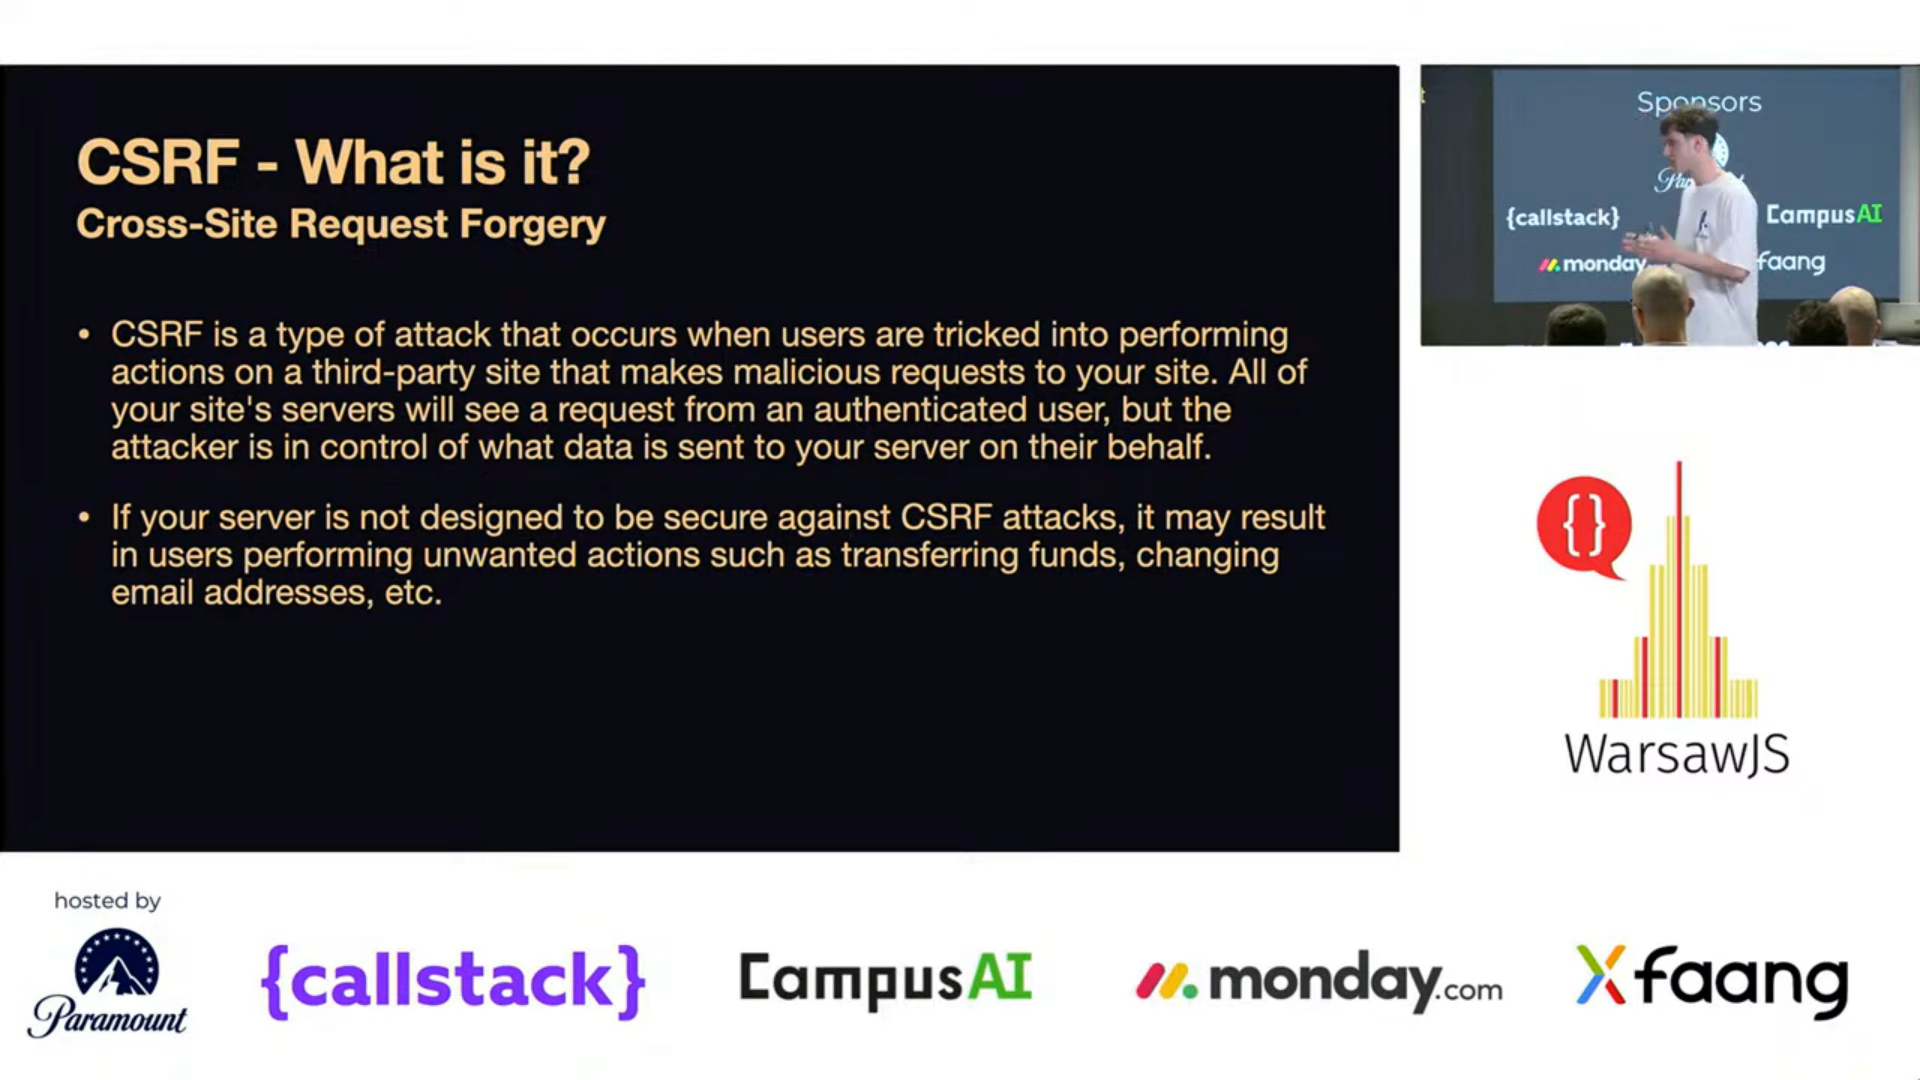 CSRF - What is it?
Cross-Site Request Forgery
• CSRF is a type of attack that occurs when users are tricked into performing
actions on a third-party site that makes malicious requests to your site. All of
your site's servers will see a request from an authenticated user, but the
attacker is in control of what data is sent to your server on their behalf.
• If your server is not designed to be secure against CSRF attacks, it may result
in users performing unwanted actions such as transferring funds, changing
email addresses, etc.
Sponsors
{callstack}
CampusAI
monday
faang
{}
WarsawJS
hosted by
Paramount
{callstack}
CampusAI
monday.com
faang